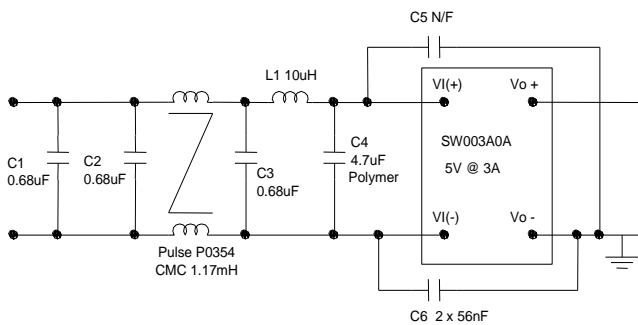 C5 N/F
L1 10uH
VI(+)
Vo +
C1
0.68uF
C2
0.68uF
C3
0.68uF
C4
4.7uF
Polymer
SW003A0A
5V @ 3A
VI(-)
Vo -
Pulse P0354
CMC 1.17mH
C6 2 x 56nF